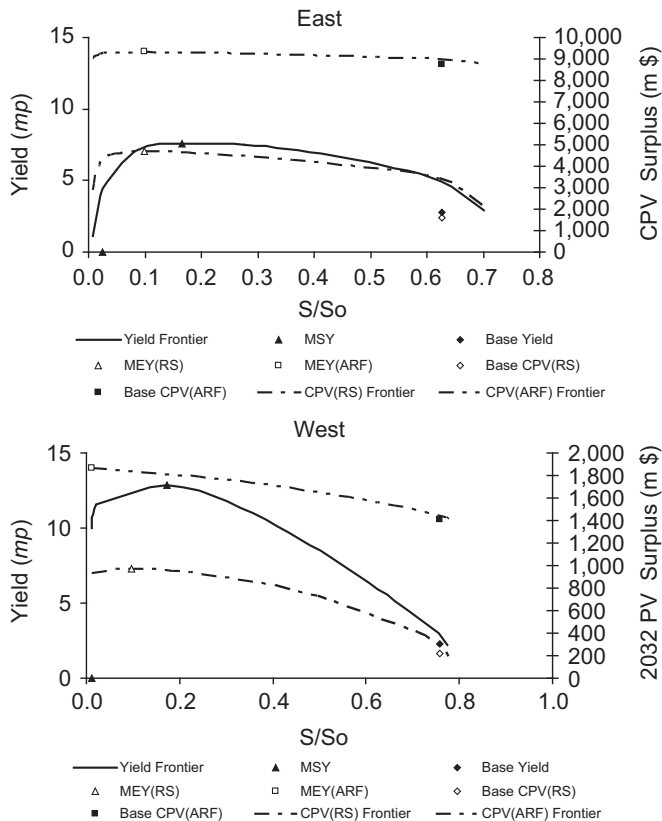 East
15 10,000
9,000
8,000
10 7,000
6,000
5,000
5 4,000
3,000
2,000
1,000
0 0
Yield (mp)
CPV Surplus (m $)
0.0 0.1 0.2 0.3 0.4 0.5 0.6 0.7 0.8
S/So
Yield Frontier MSY Base Yield
MEY(RS) MEY(ARF) Base CPV(RS)
Base CPV(ARF) CPV(RS) Frontier CPV(ARF) Frontier
West
15 2,000
1,800
1,600
10 1,400
1,200
1,000
5 800
600
400
200
0 0
Yield (mp)
2032 PV Surplus (m $)
0.0 0.2 0.4 0.6 0.8 1.0
S/So
Yield Frontier MSY Base Yield
MEY(RS) MEY(ARF) Base CPV(RS)
Base CPV(ARF) CPV(RS) Frontier CPV(ARF) Frontier